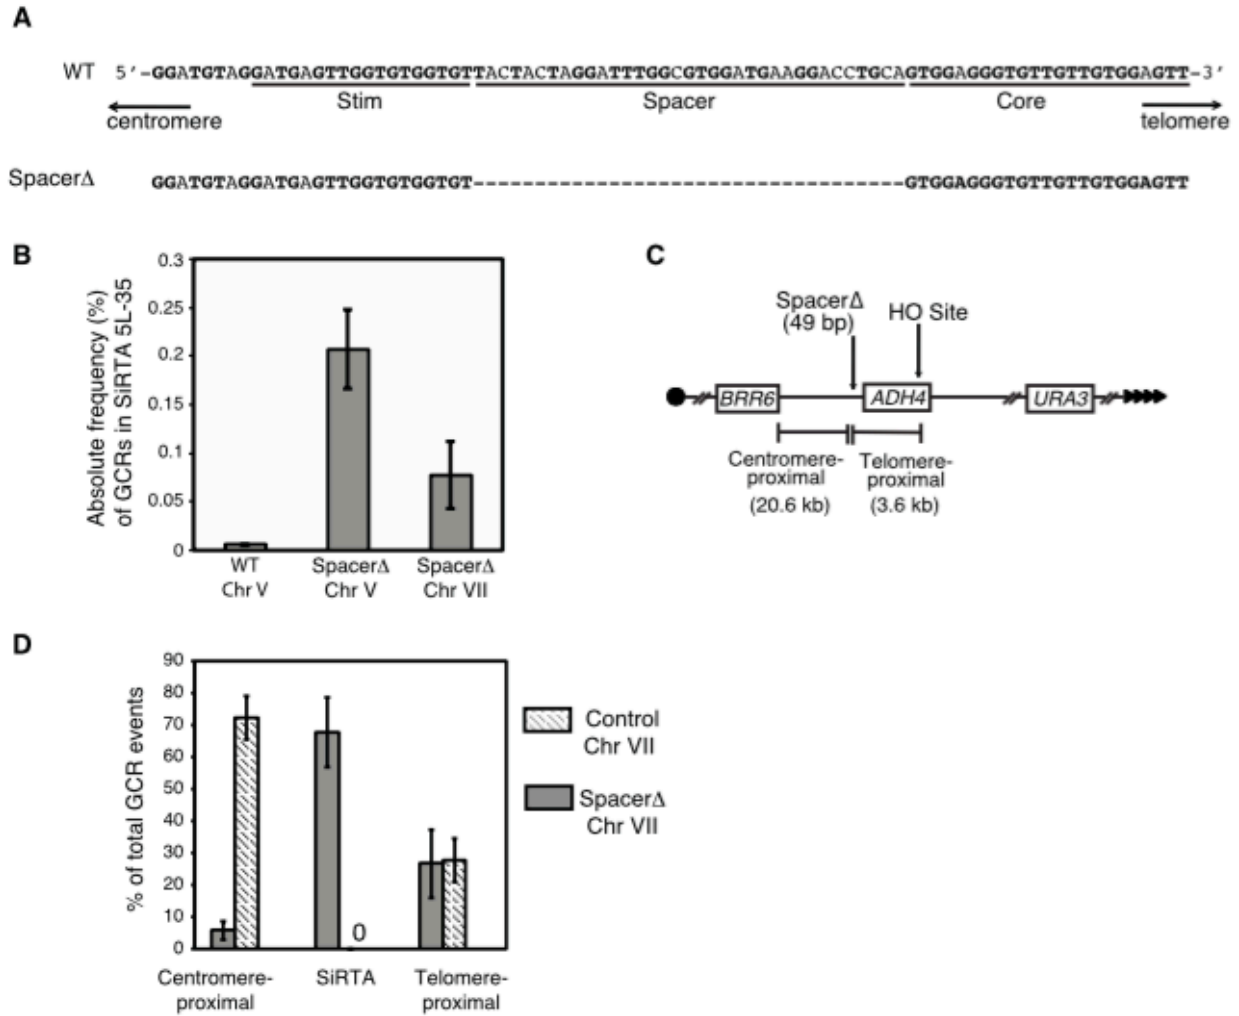 A
WT 5'-GGATGTAGGATGAGTTGGTGTGGTGTTACTACTAGGATTTGGCGTGGATGAAGGACCTGCAGTGGAGGGTGTTGTTGTGGAGTT-3'
Stim Spacer Core
centromere telomere
SpacerΔ GGATGTAGGATGAGTTGGTGTGGTGT-----------------------------------GTGGAGGGTGTTGTTGTGGAGTT
B
Absolute frequency (%)
of GCRs in SiRTA 5L-35
0.3
0.25
0.2
0.15
0.1
0.05
0
WT SpacerΔ SpacerΔ
Chr V Chr V Chr VII
C
SpacerΔ HO Site
(49 bp)
BRR6 ADH4 URA3
Centromere- Telomere-
proximal proximal
(20.6 kb) (3.6 kb)
D
% of total GCR events
90
80
70
60
50
40
30
20
10
0
0
Centromere- SiRTA Telomere-
proximal proximal
Control
Chr VII
SpacerΔ
Chr VII